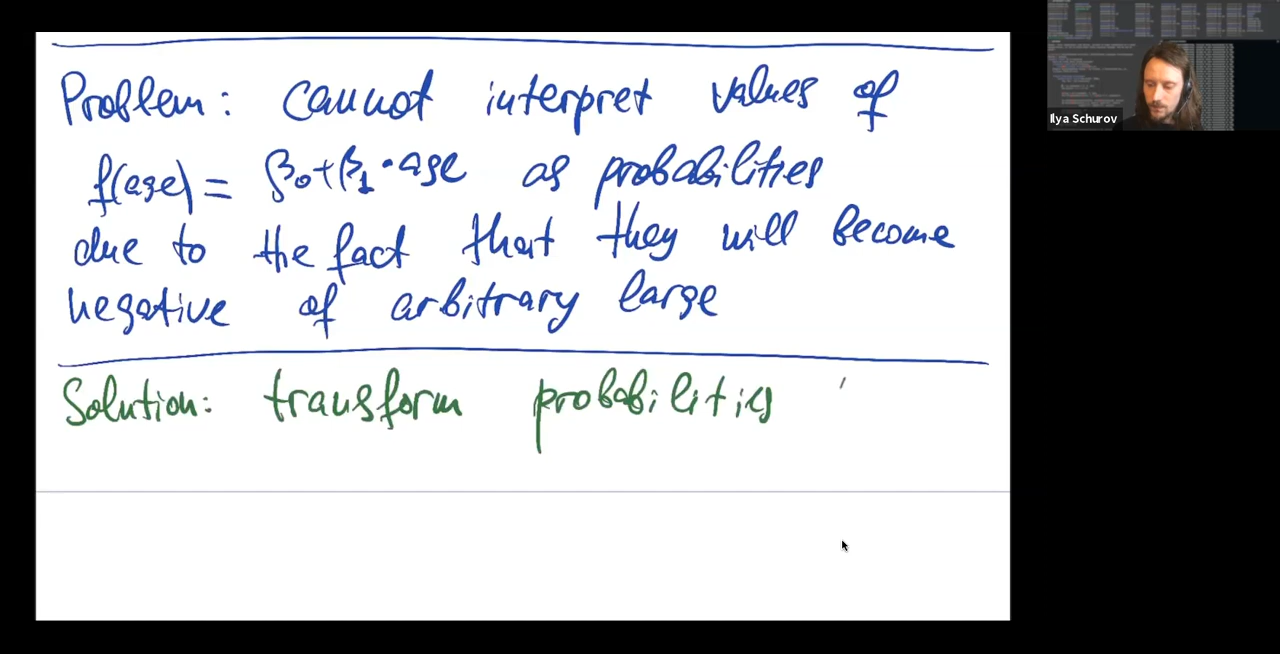 Problem: cannot interpret values of
f(age) = β₀+β₁·age as probabilities
due to the fact that they will become
negative of arbitrary large
Solution: transform probabilities
Ilya Schurov